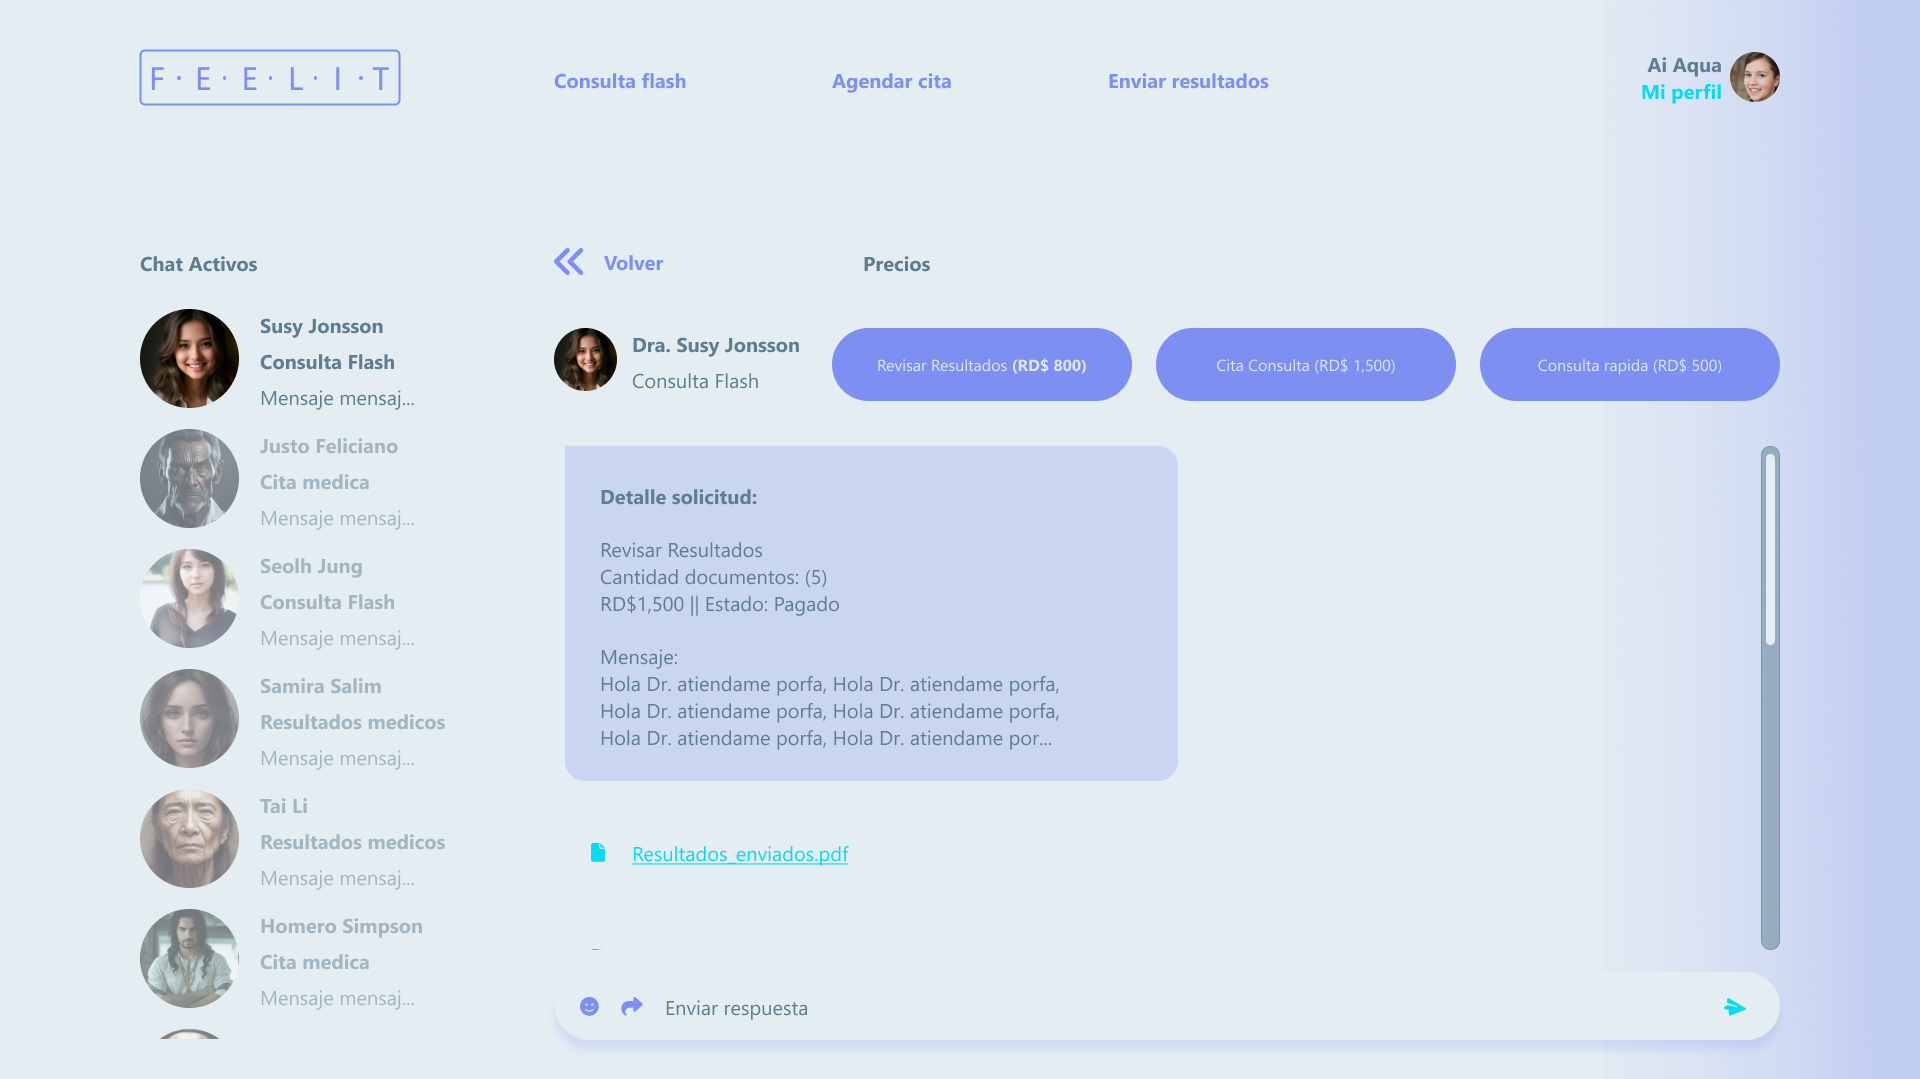 F·E·E·L·I·T
Consulta flash
Agendar cita
Enviar resultados
Ai Aqua
Mi perfil
Chat Activos
Susy Jonsson
Consulta Flash
Mensaje mensaj...
Justo Feliciano
Cita medica
Mensaje mensaj...
Seolh Jung
Consulta Flash
Mensaje mensaj...
Samira Salim
Resultados medicos
Mensaje mensaj...
Tai Li
Resultados medicos
Mensaje mensaj...
Homero Simpson
Cita medica
Mensaje mensaj...
Volver
Precios
Dra. Susy Jonsson
Consulta Flash
Revisar Resultados (RD$ 800)
Cita Consulta (RD$ 1,500)
Consulta rapida (RD$ 500)
Detalle solicitud:
Revisar Resultados
Cantidad documentos: (5)
RD$1,500 || Estado: Pagado
Mensaje:
Hola Dr. atiendame porfa, Hola Dr. atiendame porfa,
Hola Dr. atiendame porfa, Hola Dr. atiendame porfa,
Hola Dr. atiendame porfa, Hola Dr. atiendame por...
Resultados_enviados.pdf
Enviar respuesta